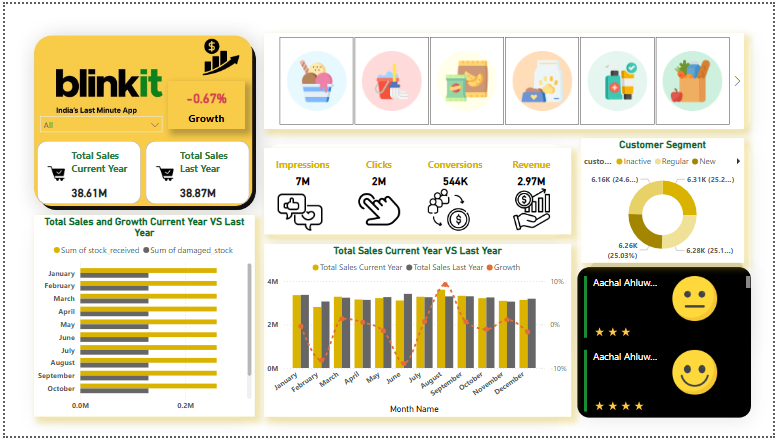 blinkit
India's Last Minute App
All
-0.67%
Growth
Total Sales
Current Year
38.61M
Total Sales
Last Year
38.87M
Impressions
Clicks
Conversions
Revenue
7M
2M
544K
2.97M
Customer Segment
custo...
Inactive
Regular
New
6.16K (24.6...)
6.31K (25.2...)
6.26K
(25.03%)
6.28K (25.1...)
Total Sales and Growth Current Year VS Last
Year
Sum of stock_received
Sum of damaged_stock
January
February
March
April
May
June
July
August
September
October
0.0M
0.2M
Total Sales Current Year VS Last Year
Total Sales Current Year
Total Sales Last Year
Growth
4M
2M
0M
10%
0%
-10%
January
February
March
April
May
June
July
August
September
October
November
December
Month Name
Aachal Ahluw...
Aachal Ahluw...